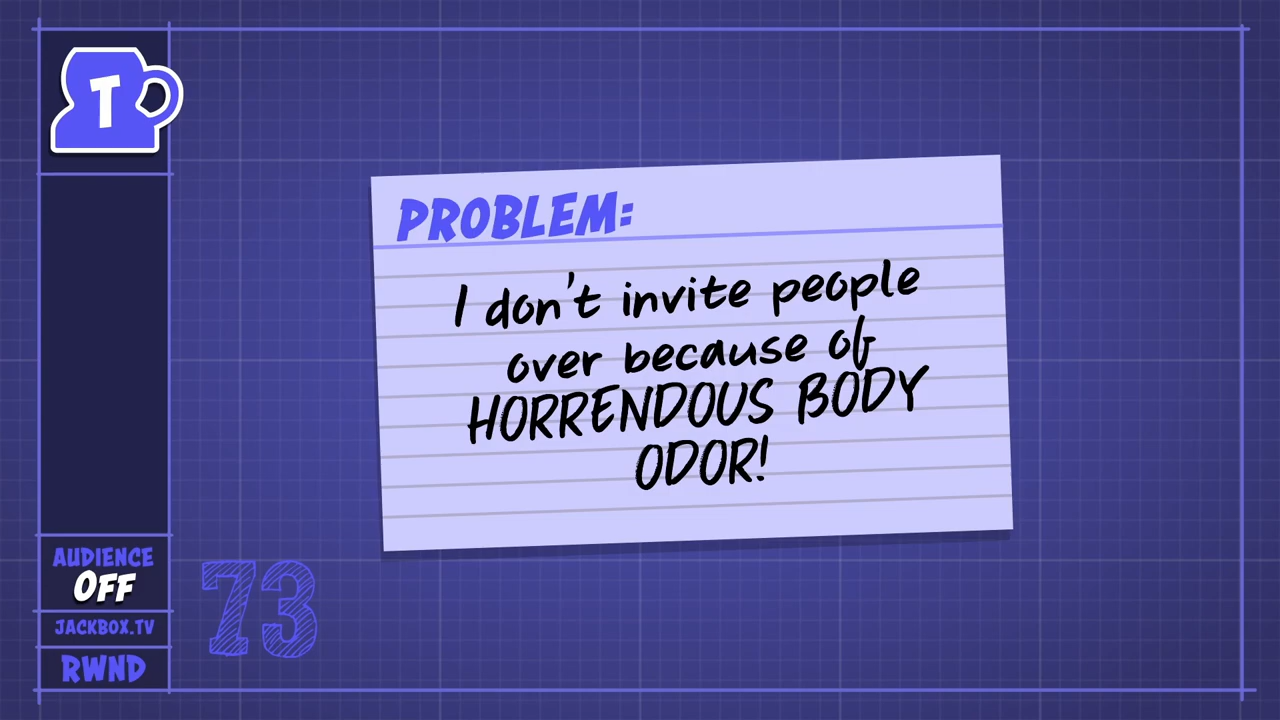 T
PROBLEM:
I don't invite people
over because of
HORRENDOUS BODY
ODOR!
AUDIENCE
OFF
JACKBOX.TV
RWND
73